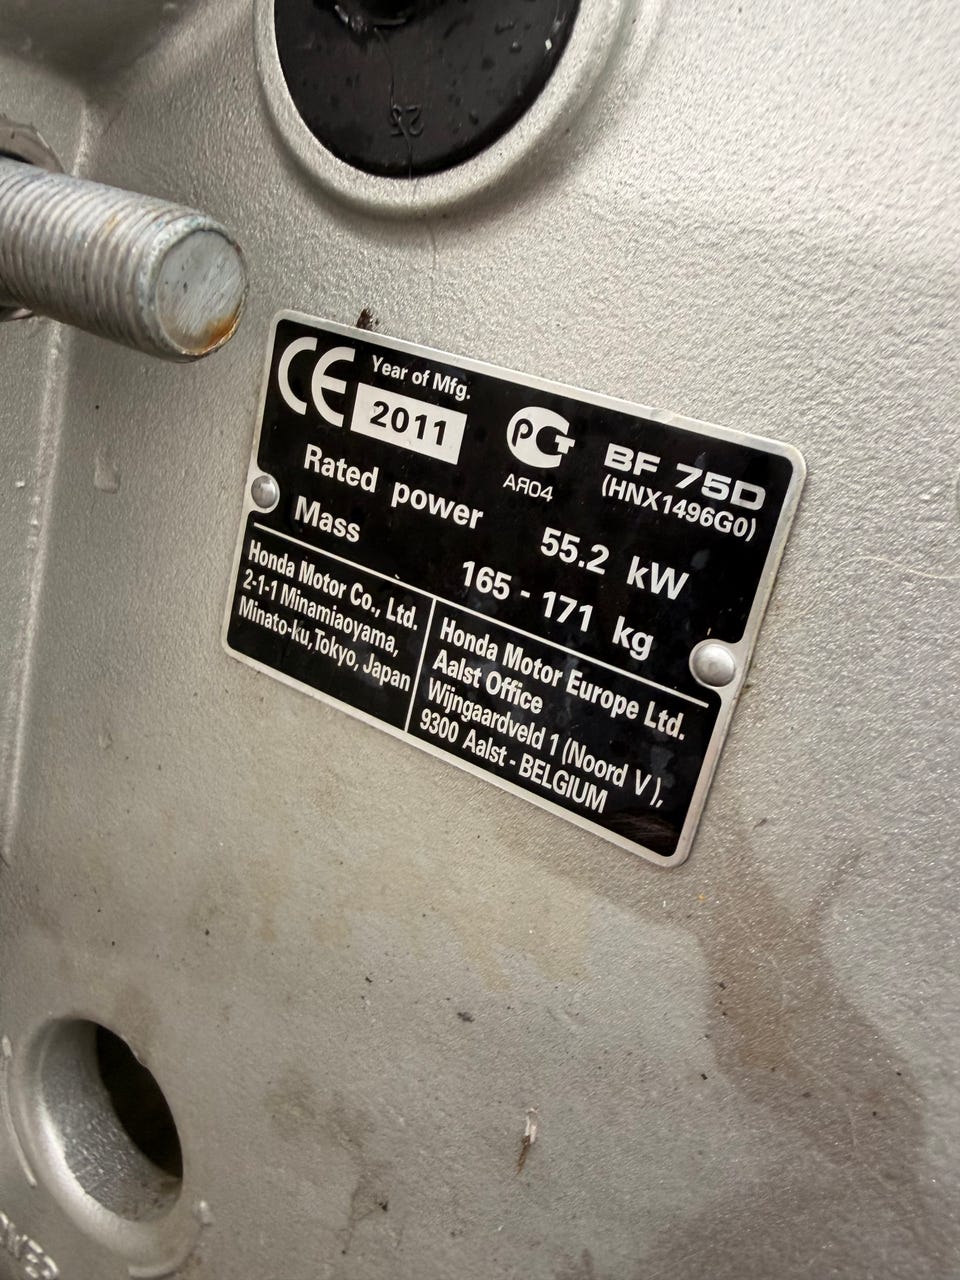 25
CE
Year of Mfg.
2011
PCT
АЯ04
BF 75D
(HNX1496G0)
Rated power 55.2 kW
Mass 165 - 171 kg
Honda Motor Co., Ltd.
2-1-1 Minamiaoyama,
Minato-ku, Tokyo, Japan
Honda Motor Europe Ltd.
Aalst Office
Wijngaardveld 1 (Noord V),
9300 Aalst - BELGIUM